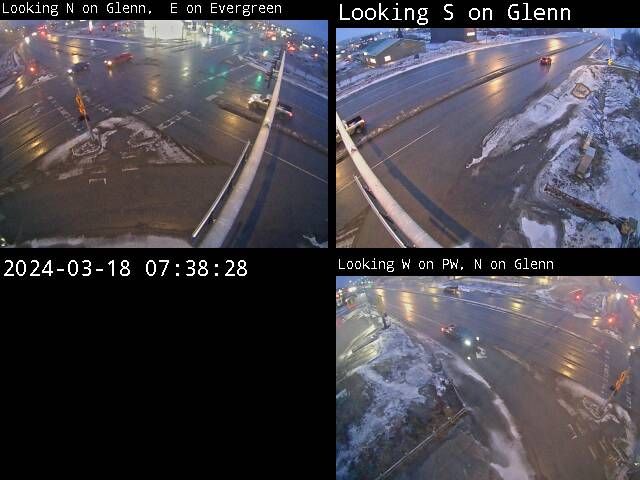 Looking N on Glenn,  E on Evergreen
Looking S on Glenn
2024-03-18 07:38:28
Looking W on PW, N on Glenn